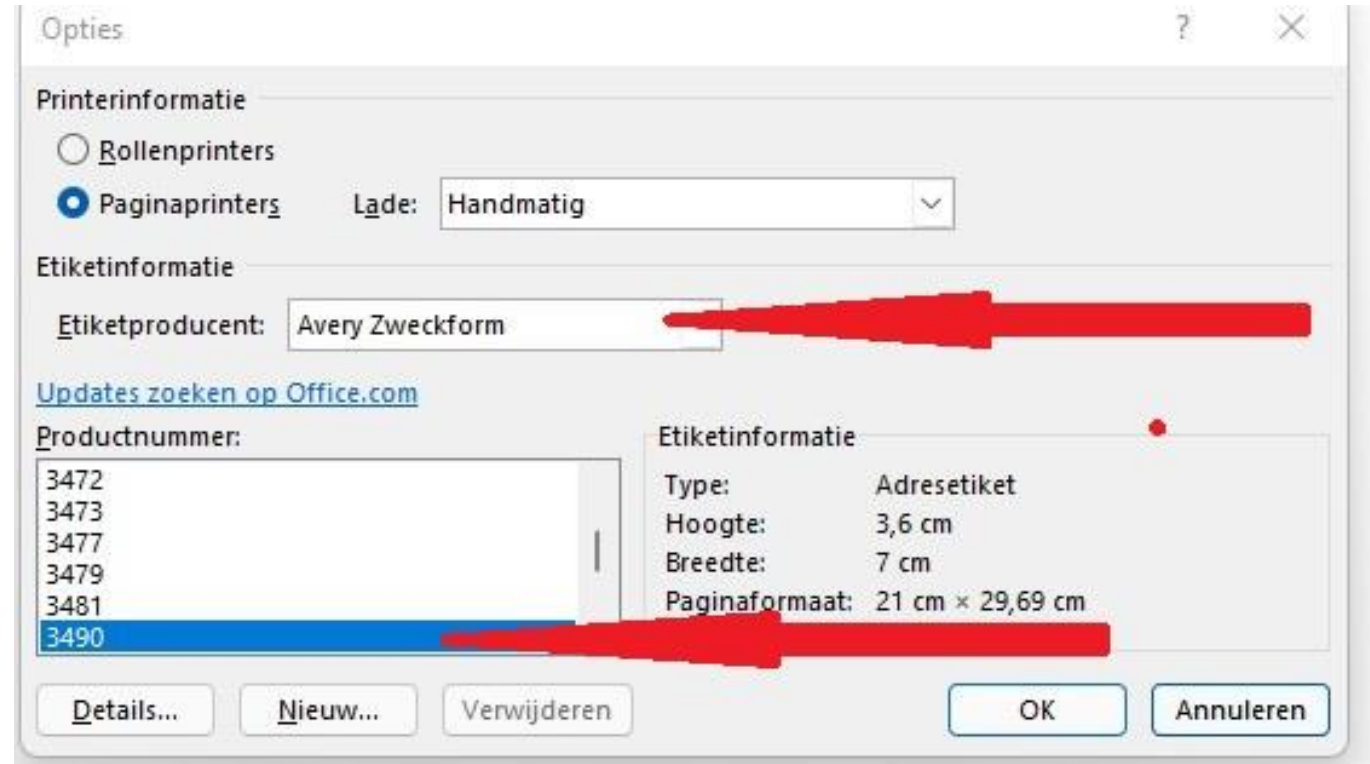 Opties
Printerinformatie
Rollenprinters
Paginaprinters Lade: Handmatig
Etiketinformatie
Etiketproducent: Avery Zweckform
Updates zoeken op Office.com
Productnummer:
3472
3473
3477
3479
3481
3490
Etiketinformatie
Type: Adresetiket
Hoogte: 3,6 cm
Breedte: 7 cm
Paginaformaat: 21 cm × 29,69 cm
Details... Nieuw... Verwijderen OK Annuleren